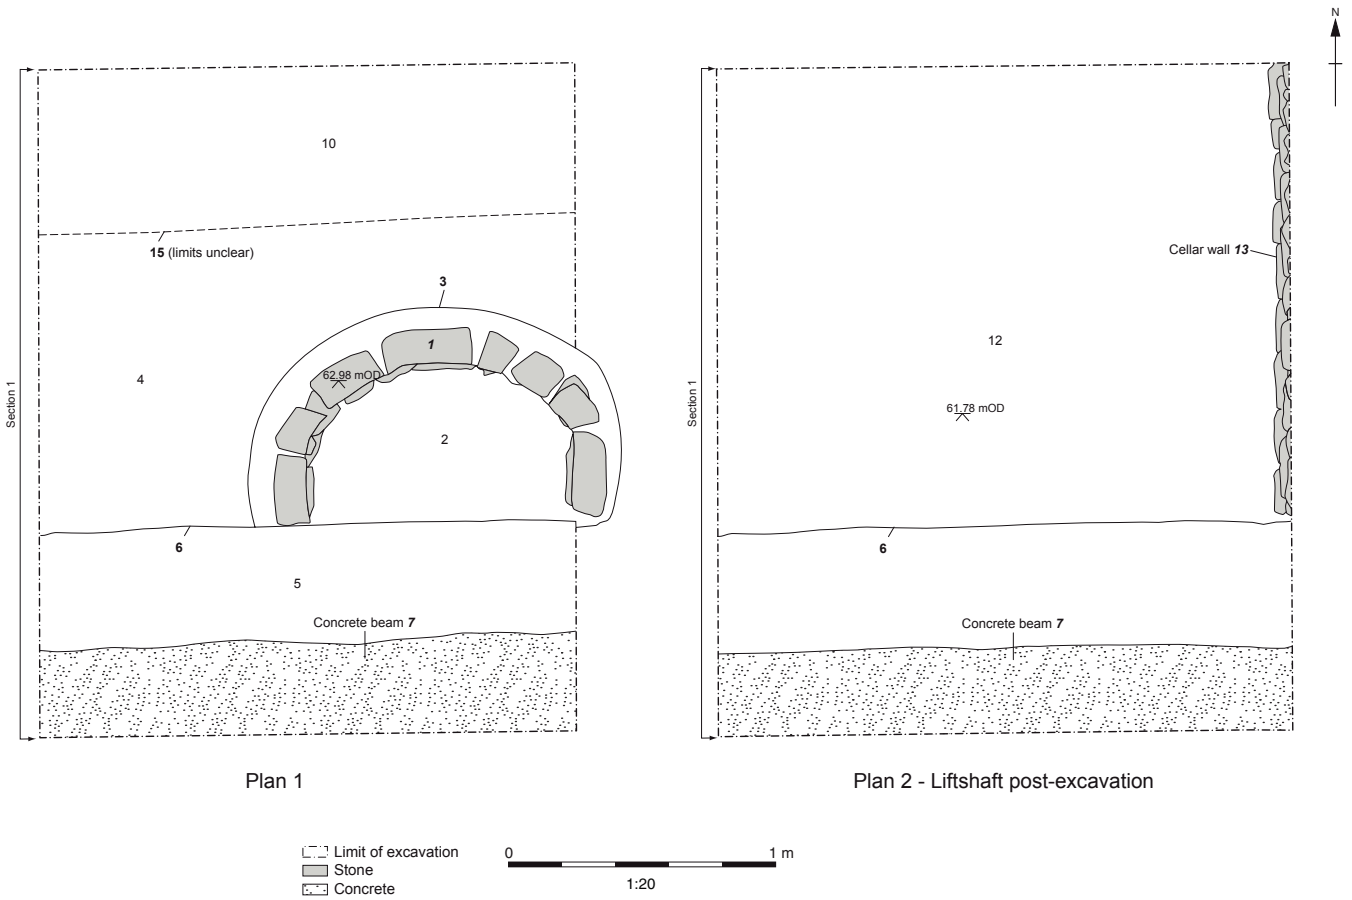 N
10
15 (limits unclear)
3
1
62.98 mOD
4
2
Section 1
6
5
Concrete beam 7
Plan 1
Cellar wall 13
12
61.78 mOD
Section 1
6
Concrete beam 7
Plan 2 - Liftshaft post-excavation
Limit of excavation
Stone
Concrete
0 1 m
1:20